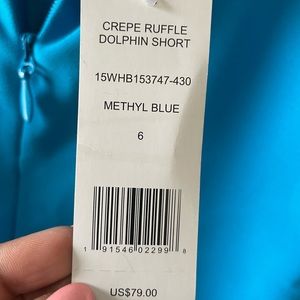 CREPE RUFFLE
DOLPHIN SHORT
15WHB153747-430
METHYL BLUE
6
1 91546 02299 8
US$79.00